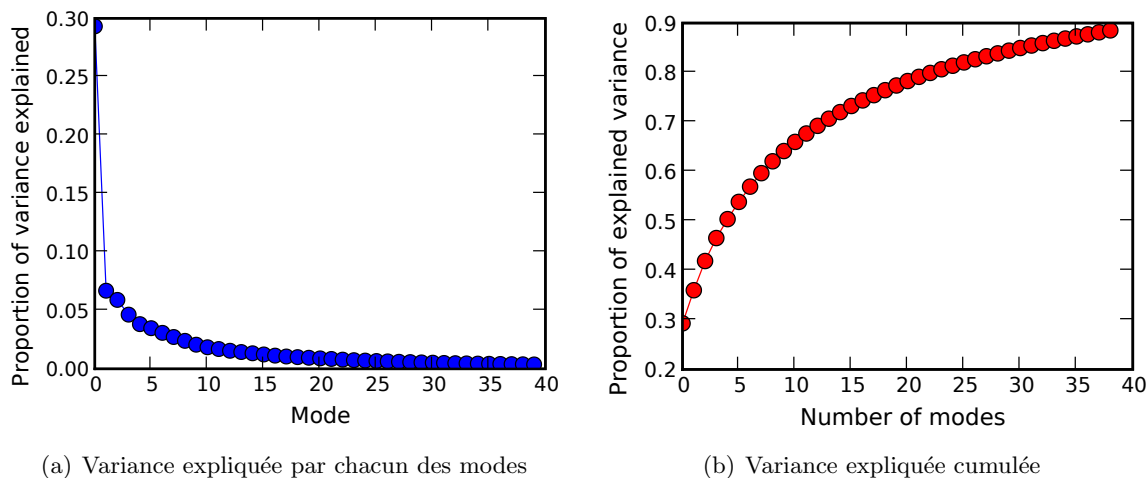 0.30
0.25
0.20
0.15
0.10
0.05
0.00
0 5 10 15 20 25 30 35 40
Proportion of variance explained
Mode
(a) Variance expliquée par chacun des modes
0.9
0.8
0.7
0.6
0.5
0.4
0.3
0.2
0 5 10 15 20 25 30 35 40
Proportion of explained variance
Number of modes
(b) Variance expliquée cumulée